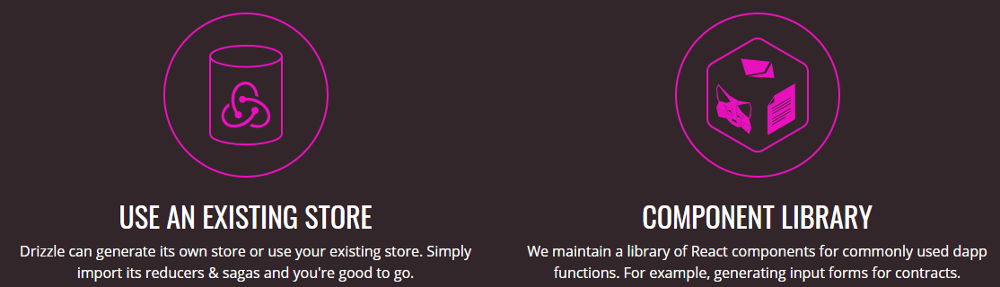 USE AN EXISTING STORE
Drizzle can generate its own store or use your existing store. Simply
import its reducers & sagas and you're good to go.
COMPONENT LIBRARY
We maintain a library of React components for commonly used dapp
functions. For example, generating input forms for contracts.